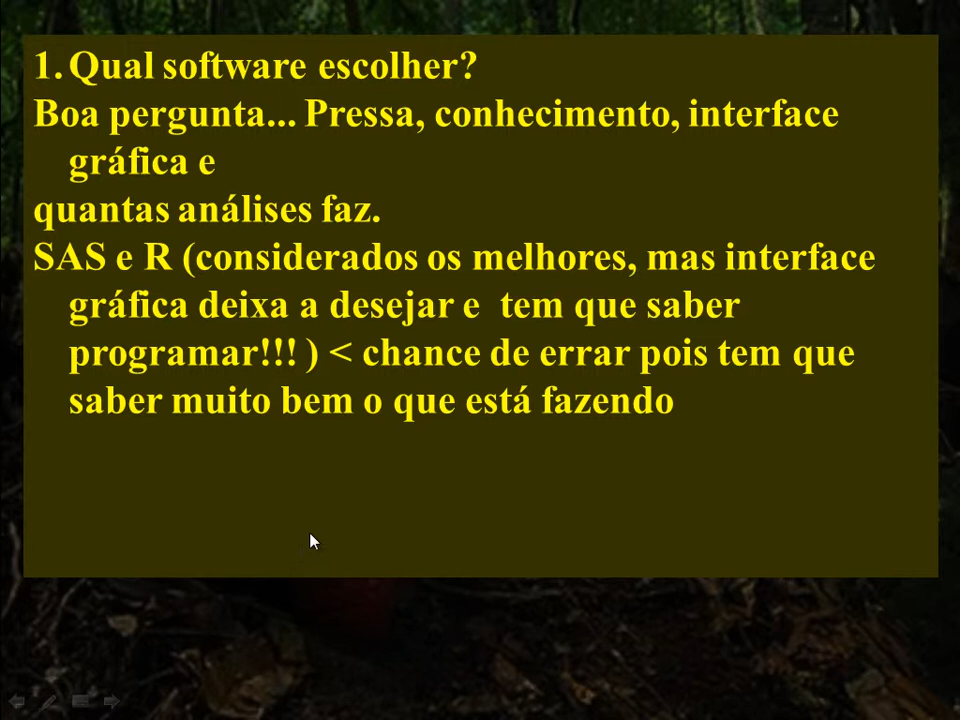 1. Qual software escolher?
Boa pergunta... Pressa, conhecimento, interface
gráfica e
quantas análises faz.
SAS e R (considerados os melhores, mas interface
gráfica deixa a desejar e  tem que saber
programar!!! ) < chance de errar pois tem que
saber muito bem o que está fazendo